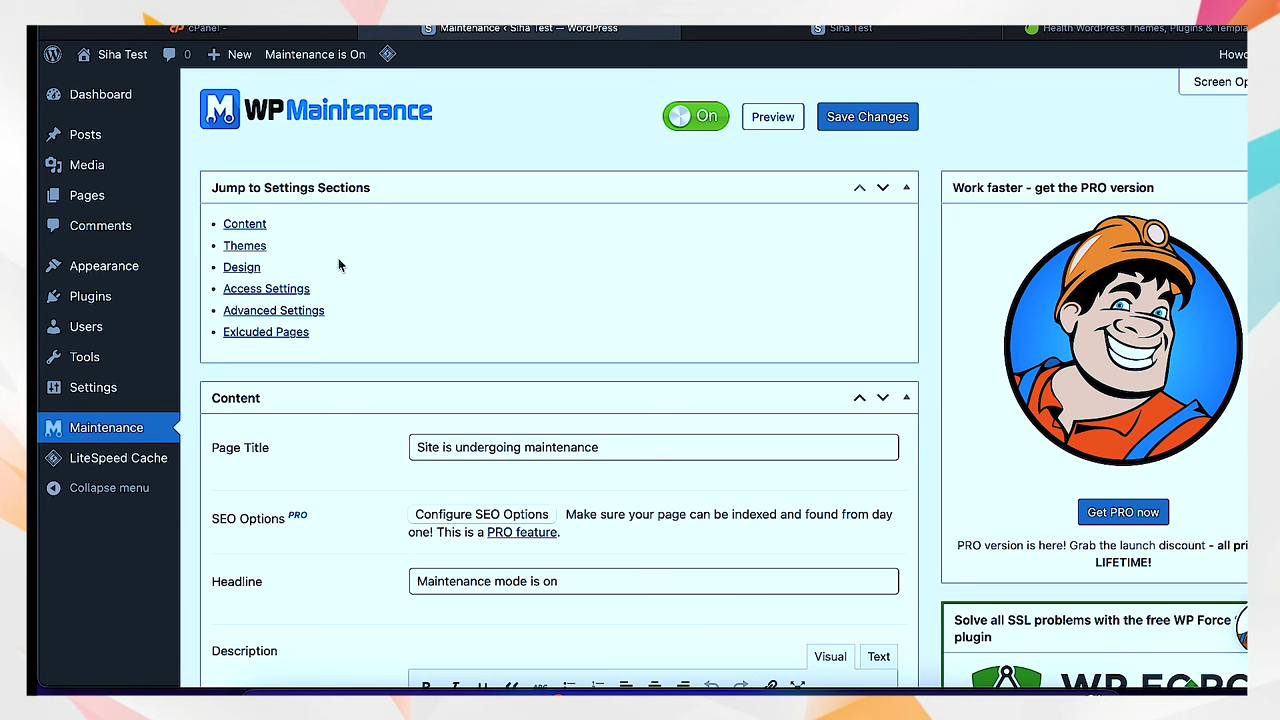 cPanel -
Maintenance < Siha Test — WordPress
Siha Test
Health WordPress Themes, Plugins & Templa
Siha Test
0
New
Maintenance is On
Howd
Screen Op
Dashboard
Posts
Media
Pages
Comments
Appearance
Plugins
Users
Tools
Settings
Maintenance
LiteSpeed Cache
Collapse menu
WP Maintenance
On
Preview
Save Changes
Jump to Settings Sections
Content
Themes
Design
Access Settings
Advanced Settings
Exlcuded Pages
Content
Page Title
Site is undergoing maintenance
SEO Options PRO
Configure SEO Options Make sure your page can be indexed and found from day
one! This is a PRO feature.
Headline
Maintenance mode is on
Description
Visual
Text
Work faster - get the PRO version
Get PRO now
PRO version is here! Grab the launch discount - all pri
LIFETIME!
Solve all SSL problems with the free WP Force
plugin
WP FORC